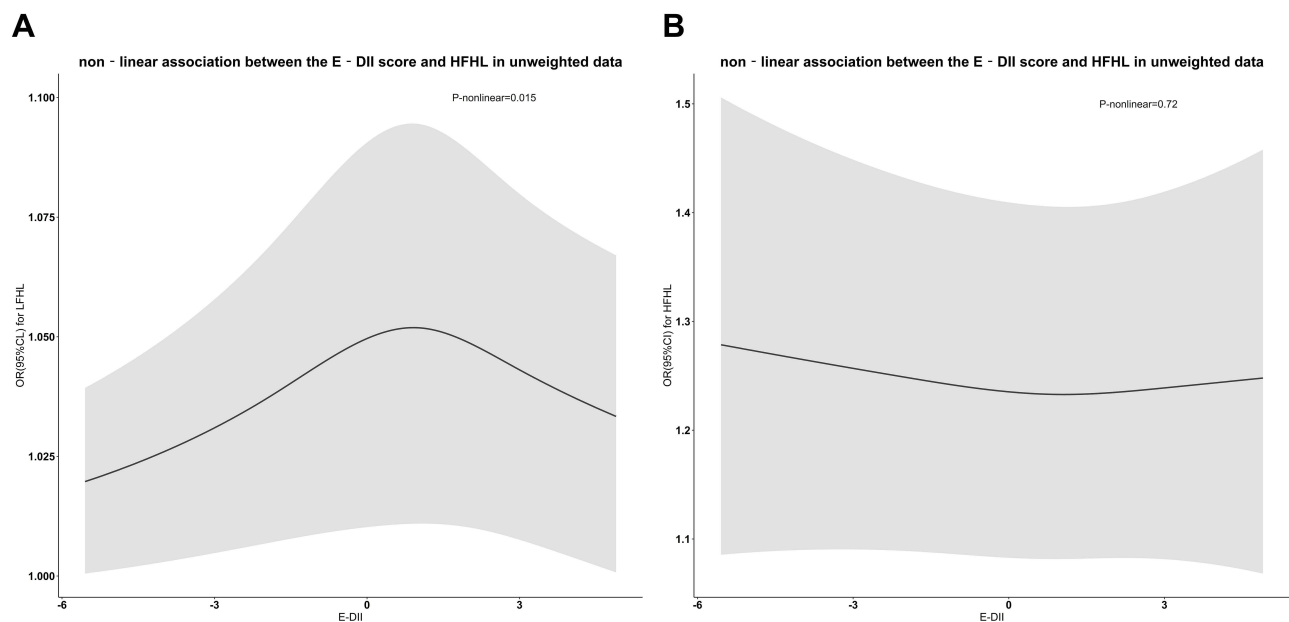 A
non - linear association between the E - DII score and HFHL in unweighted data
P-nonlinear=0.015
OR(95%CL) for LFHL
1.100
1.075
1.050
1.025
1.000
-6
-3
0
3
E-DII
B
non - linear association between the E - DII score and HFHL in unweighted data
P-nonlinear=0.72
OR(95%CI) for HFHL
1.5
1.4
1.3
1.2
1.1
-6
-3
0
3
E-DII